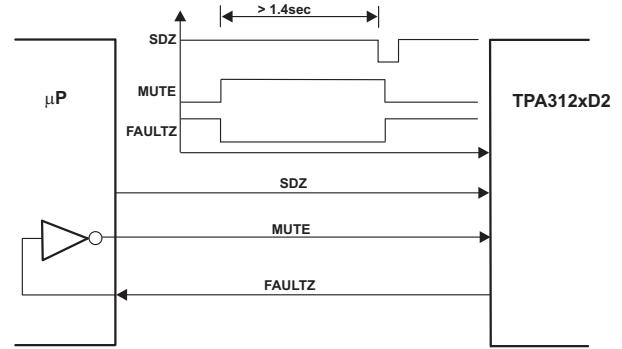 > 1.4sec
SDZ
MUTE
FAULTZ
μP
TPA312xD2
SDZ
MUTE
FAULTZ